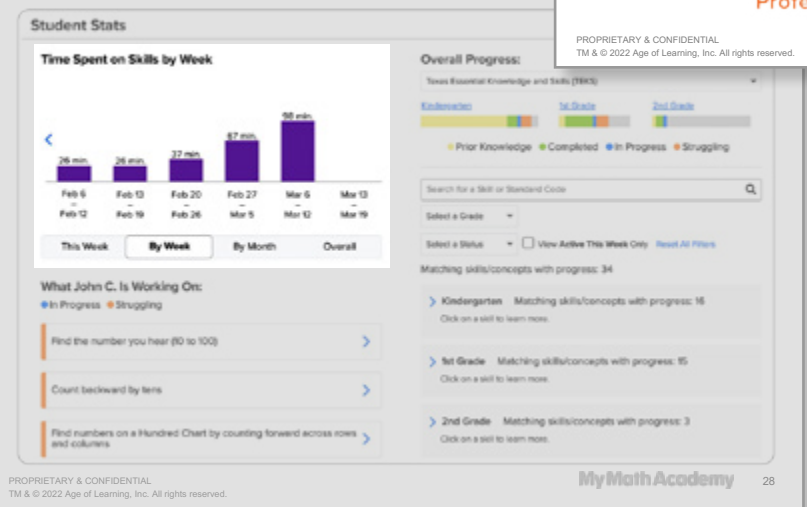 Profe
PROPRIETARY & CONFIDENTIAL
TM & © 2022 Age of Learning, Inc. All rights reserved.
Student Stats
Time Spent on Skills by Week
26 min.
26 min.
37 min.
67 min.
98 min.
Feb 6 – Feb 12
Feb 13 – Feb 19
Feb 20 – Feb 26
Feb 27 – Mar 5
Mar 6 – Mar 12
Mar 13 – Mar 19
This Week By Week By Month Overall
What John C. Is Working On:
In Progress Struggling
Find the number you hear (10 to 100)
Count backward by tens
Find numbers on a Hundred Chart by counting forward across rows
and columns
Overall Progress:
Texas Essential Knowledge and Skills (TEKS)
Kindergarten 1st Grade 2nd Grade
Prior Knowledge Completed In Progress Struggling
Search for a Skill or Standard Code
Select a Grade
Select a Status View Active This Week Only Reset All Filters
Matching skills/concepts with progress: 34
Kindergarten Matching skills/concepts with progress: 16
Click on a skill to learn more.
1st Grade Matching skills/concepts with progress: 15
Click on a skill to learn more.
2nd Grade Matching skills/concepts with progress: 3
Click on a skill to learn more.
PROPRIETARY & CONFIDENTIAL
TM & © 2022 Age of Learning, Inc. All rights reserved.
My Math Academy 28